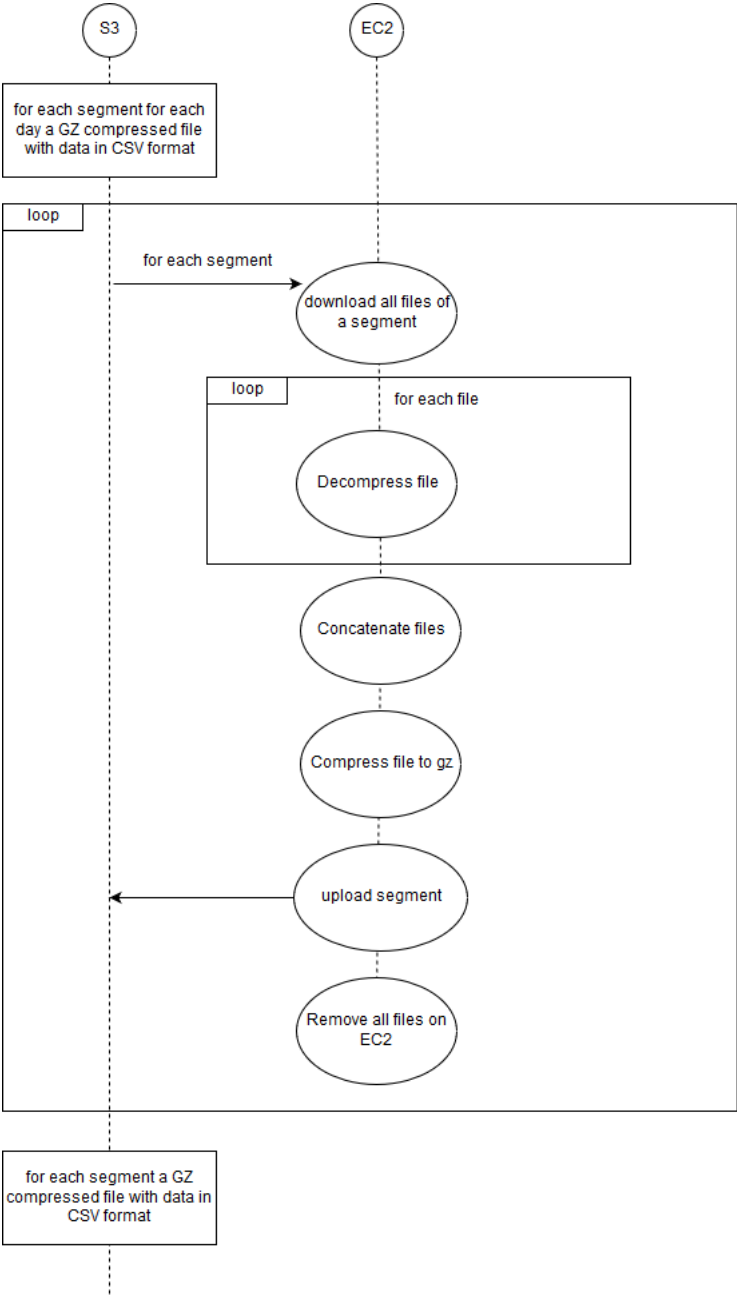 S3
EC2
for each segment for each
day a GZ compressed file
with data in CSV format
loop
for each segment
download all files of
a segment
loop
for each file
Decompress file
Concatenate files
Compress file to gz
upload segment
Remove all files on
EC2
for each segment a GZ
compressed file with data in
CSV format